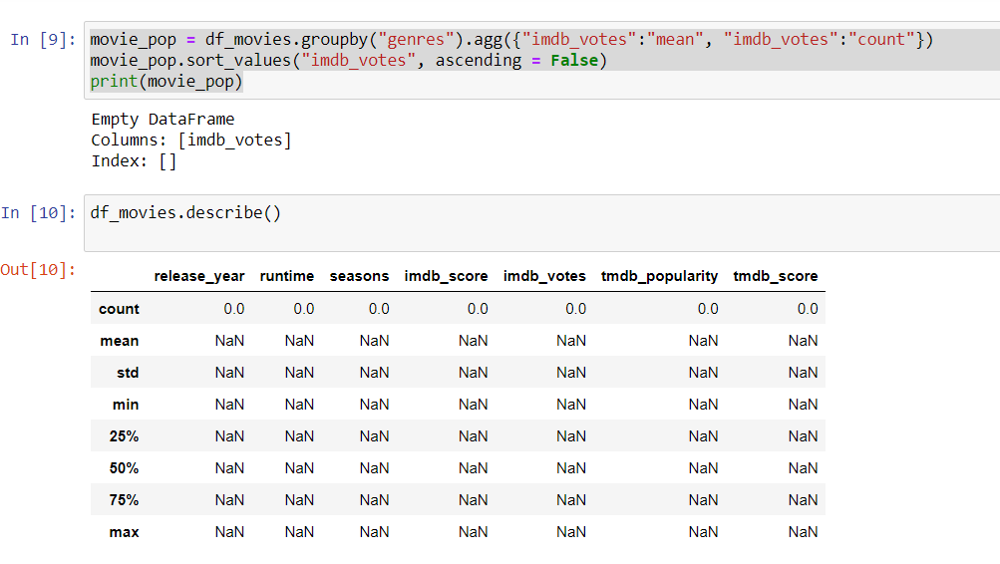 In [9]: movie_pop = df_movies.groupby("genres").agg({"imdb_votes":"mean", "imdb_votes":"count"})
movie_pop.sort_values("imdb_votes", ascending = False)
print(movie_pop)
Empty DataFrame
Columns: [imdb_votes]
Index: []
In [10]: df_movies.describe()
Out[10]:
release_year runtime seasons imdb_score imdb_votes tmdb_popularity tmdb_score
count 0.0 0.0 0.0 0.0 0.0 0.0 0.0
mean NaN NaN NaN NaN NaN NaN NaN
std NaN NaN NaN NaN NaN NaN NaN
min NaN NaN NaN NaN NaN NaN NaN
25% NaN NaN NaN NaN NaN NaN NaN
50% NaN NaN NaN NaN NaN NaN NaN
75% NaN NaN NaN NaN NaN NaN NaN
max NaN NaN NaN NaN NaN NaN NaN